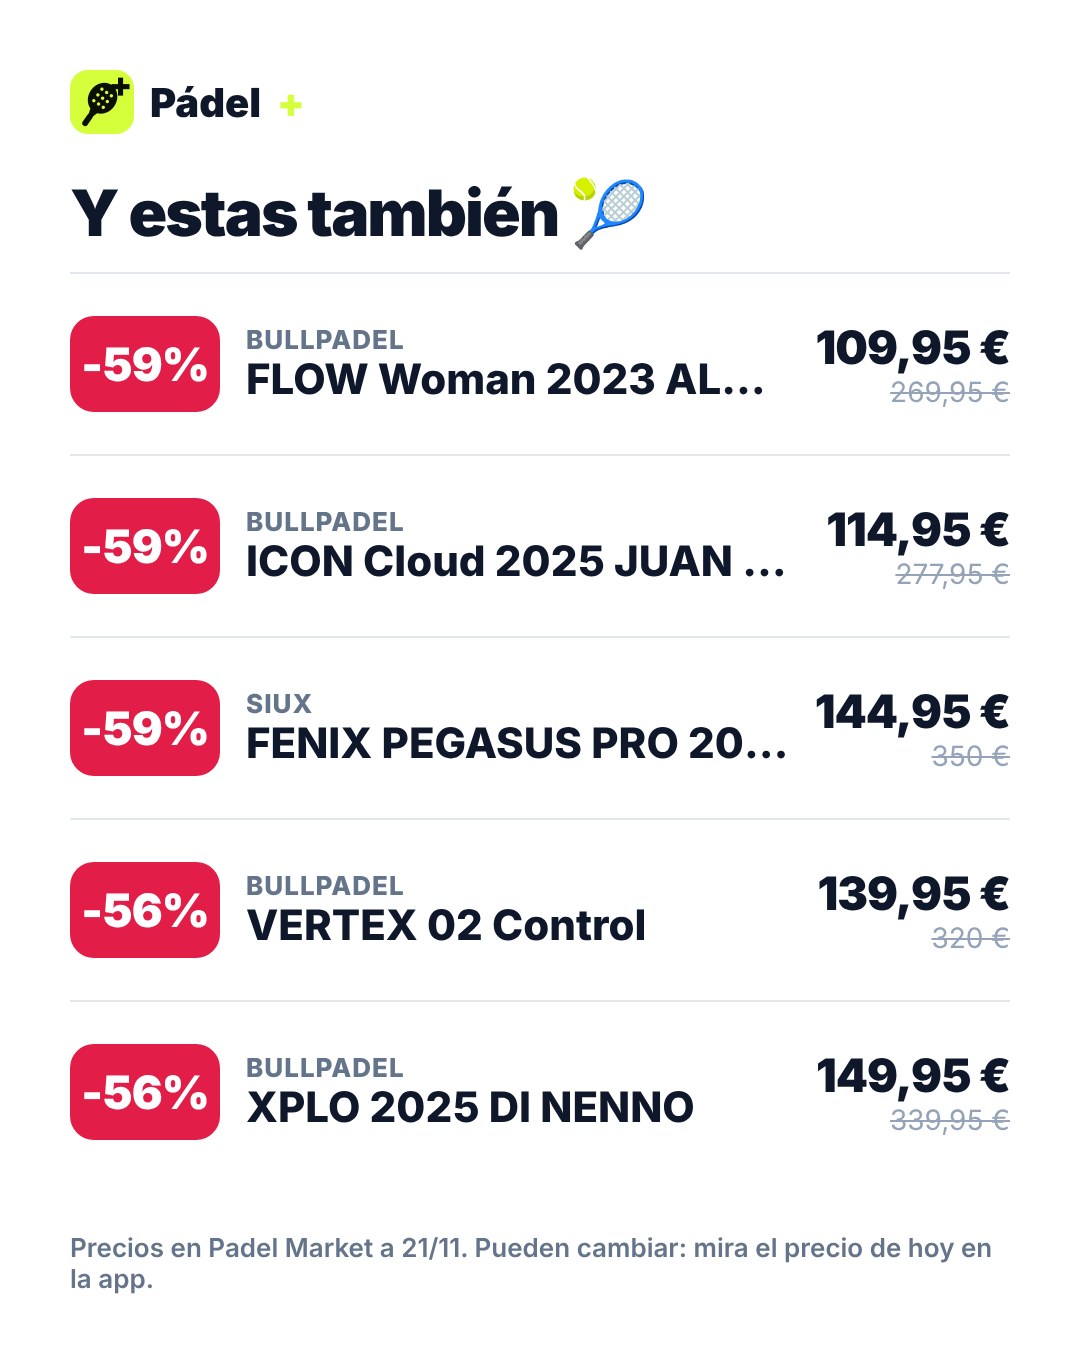 Pádel +
Y estas también
-59%
BULLPADEL
FLOW Woman 2023 AL...
109,95 €
269,95 €
-59%
BULLPADEL
ICON Cloud 2025 JUAN ...
114,95 €
277,95 €
-59%
SIUX
FENIX PEGASUS PRO 20...
144,95 €
350 €
-56%
BULLPADEL
VERTEX 02 Control
139,95 €
320 €
-56%
BULLPADEL
XPLO 2025 DI NENNO
149,95 €
339,95 €
Precios en Padel Market a 21/11. Pueden cambiar: mira el precio de hoy en
la app.